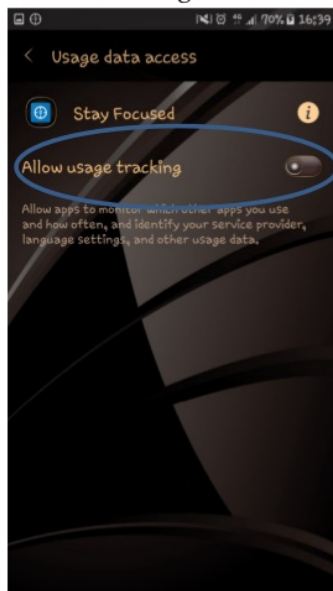 70% 16:39
Usage data access
Stay Focused
Allow usage tracking
Allow apps to monitor which other apps you use
and how often, and identify your service provider,
language settings, and other usage data.